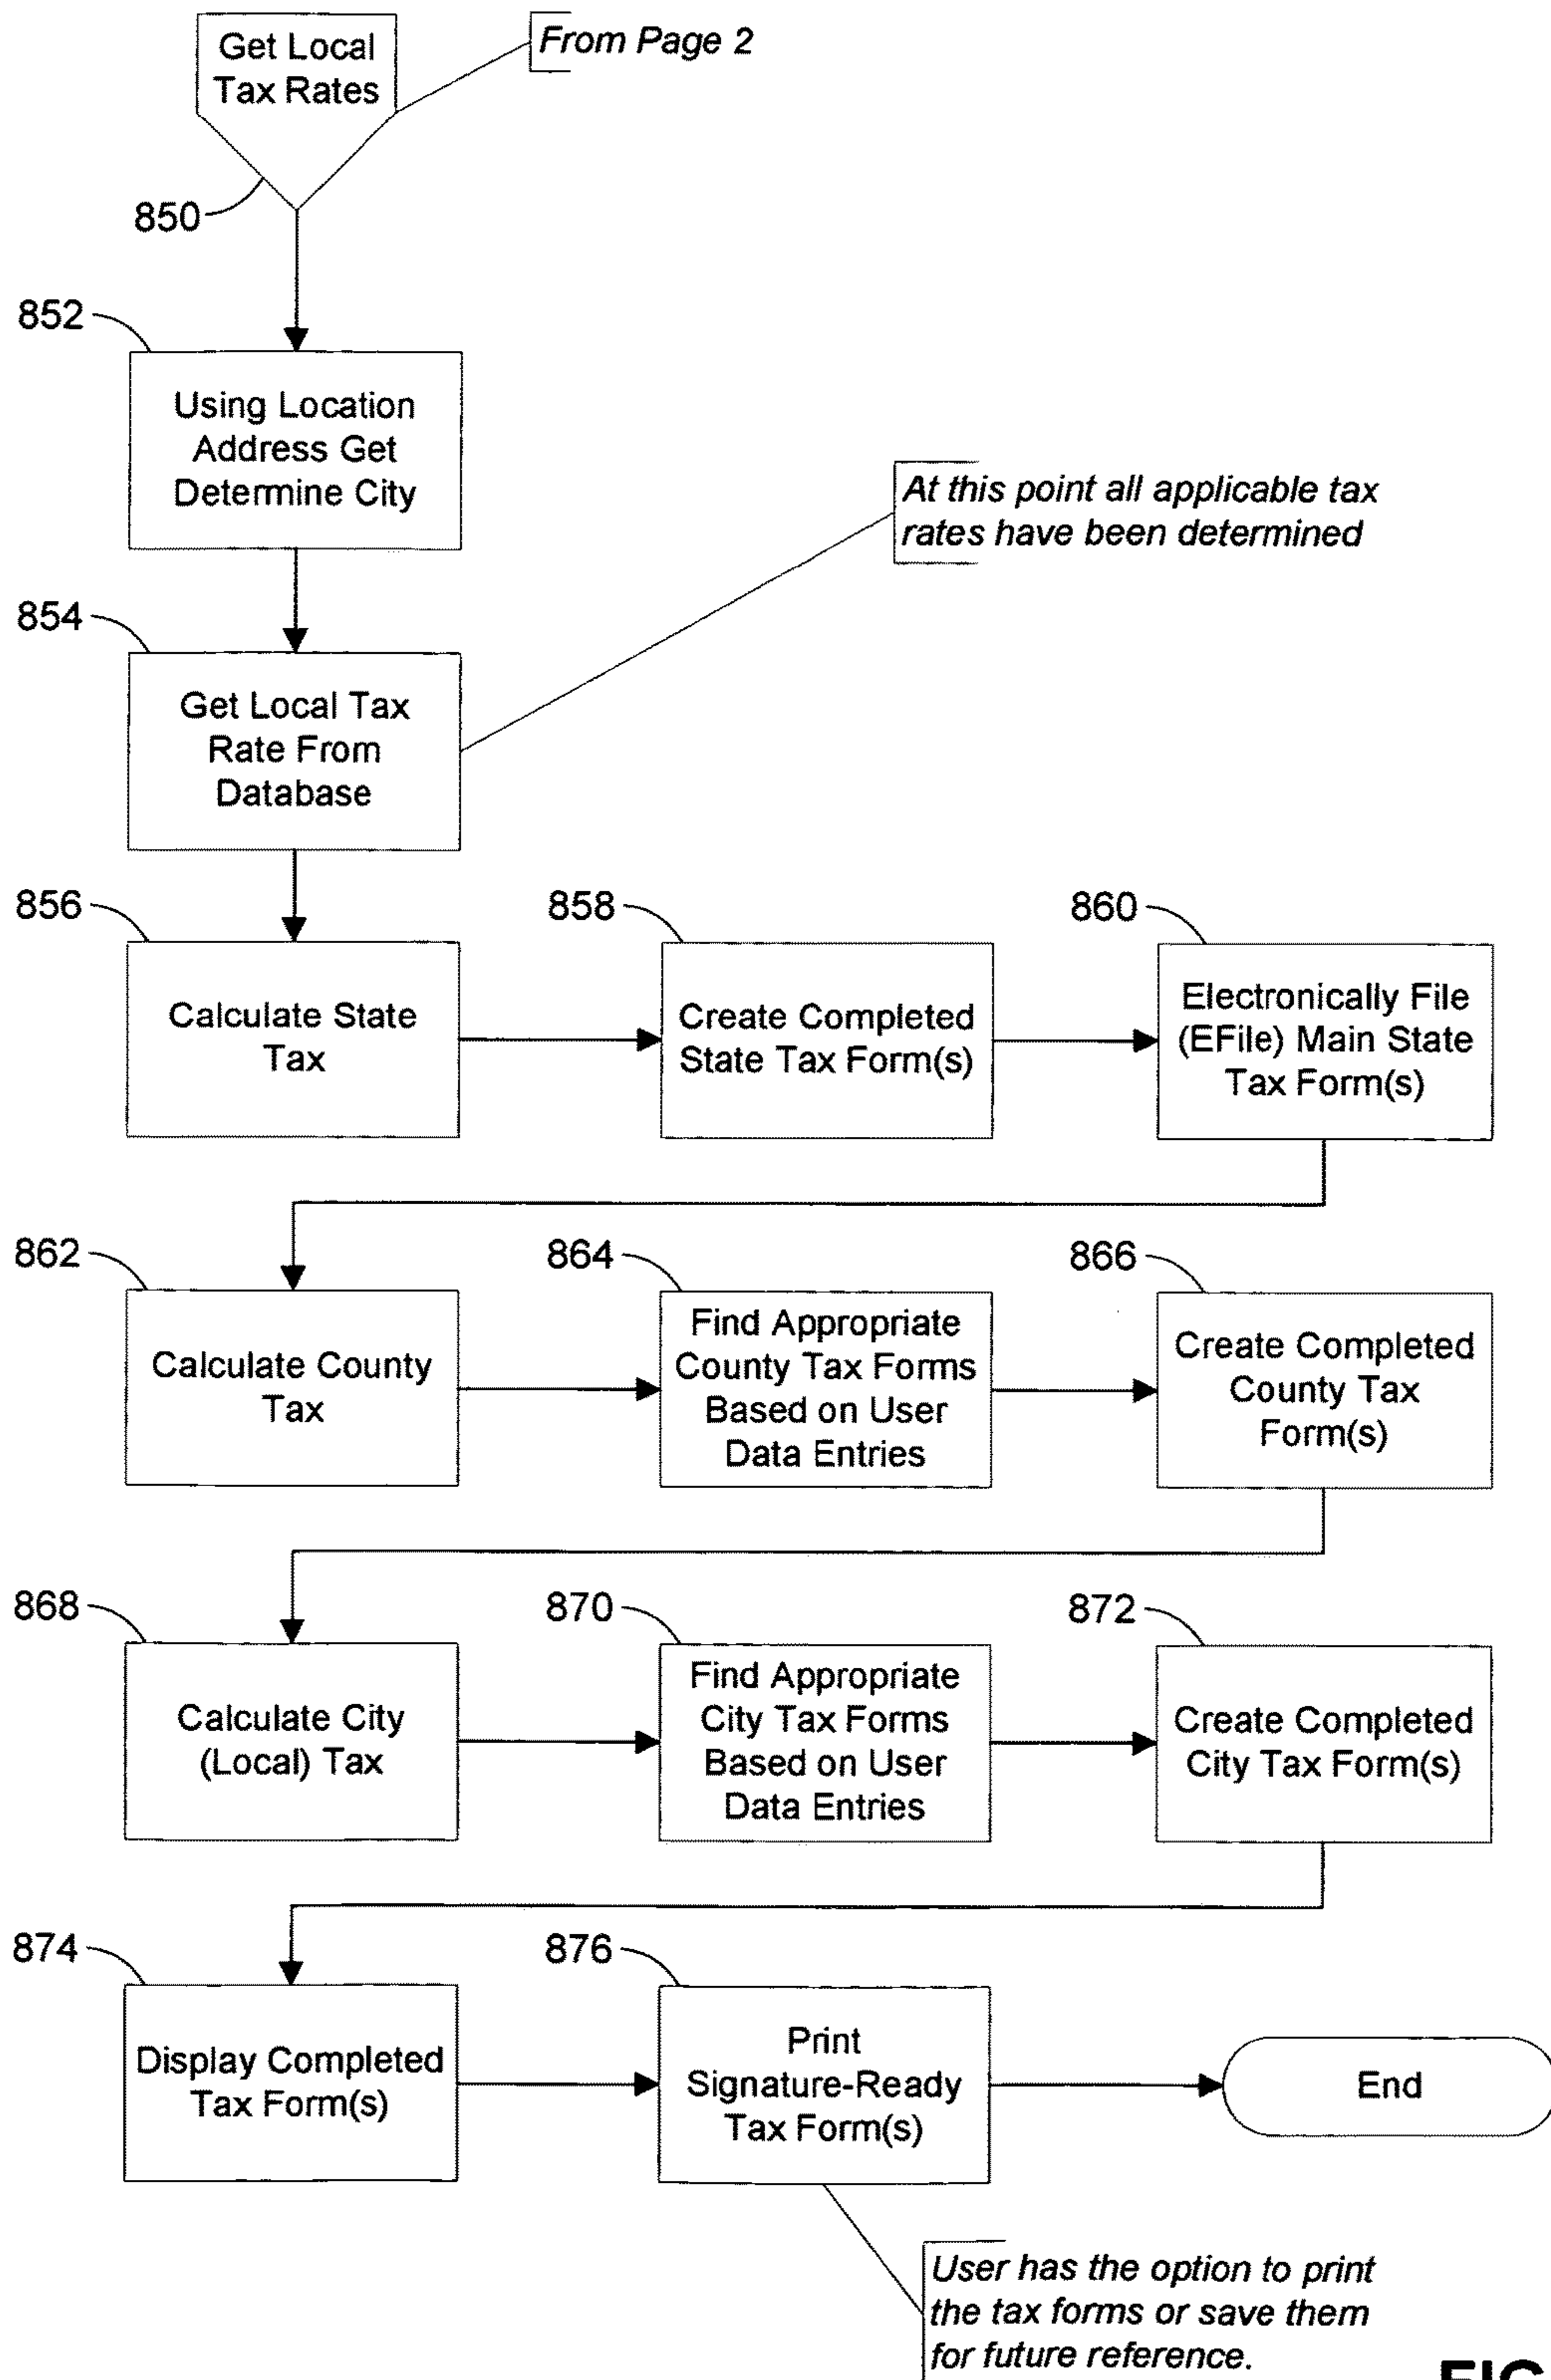 Get Local
Tax Rates
From Page 2
850
852
Using Location
Address Get
Determine City
At this point all applicable tax
rates have been determined
854
Get Local Tax
Rate From
Database
856
858
860
Calculate State
Tax
Create Completed
State Tax Form(s)
Electronically File
(EFile) Main State
Tax Form(s)
862
864
866
Calculate County
Tax
Find Appropriate
County Tax Forms
Based on User
Data Entries
Create Completed
County Tax
Form(s)
868
870
872
Calculate City
(Local) Tax
Find Appropriate
City Tax Forms
Based on User
Data Entries
Create Completed
City Tax Form(s)
874
876
Display Completed
Tax Form(s)
Print
Signature-Ready
Tax Form(s)
End
User has the option to print
the tax forms or save them
for future reference.